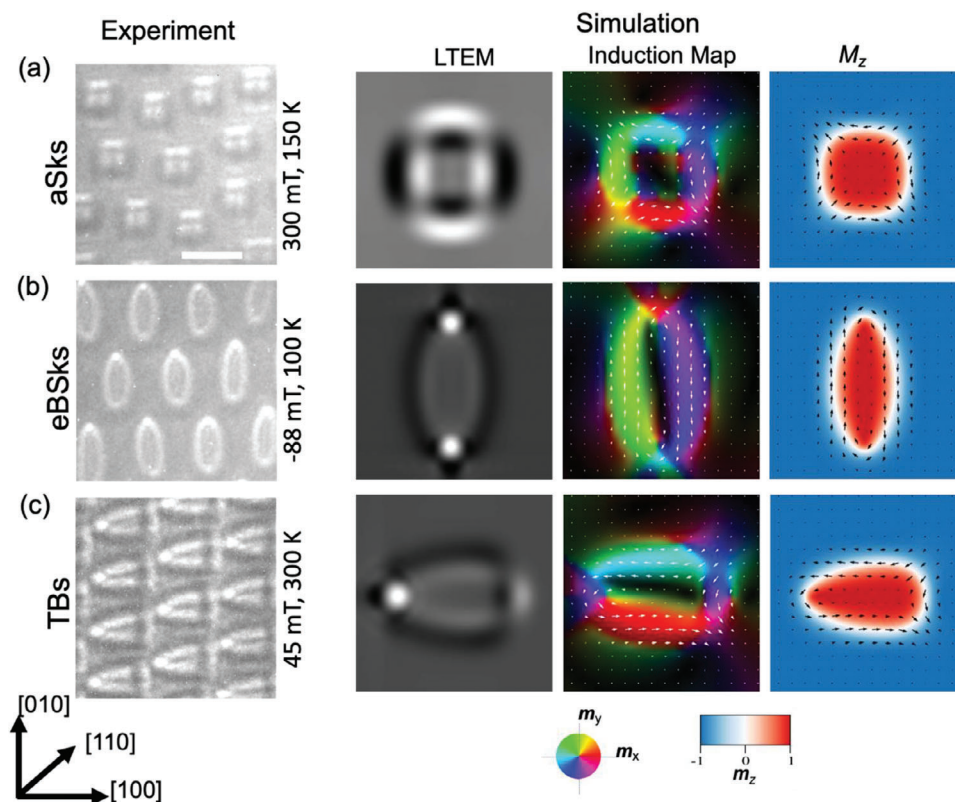 Experiment
Simulation
LTEM
Induction Map
Mz
(a)
aSks
300 mT, 150 K
(b)
eBSks
-88 mT, 100 K
(c)
TBs
45 mT, 300 K
[010]
[110]
[100]
my
mx
-1 0 1
mz